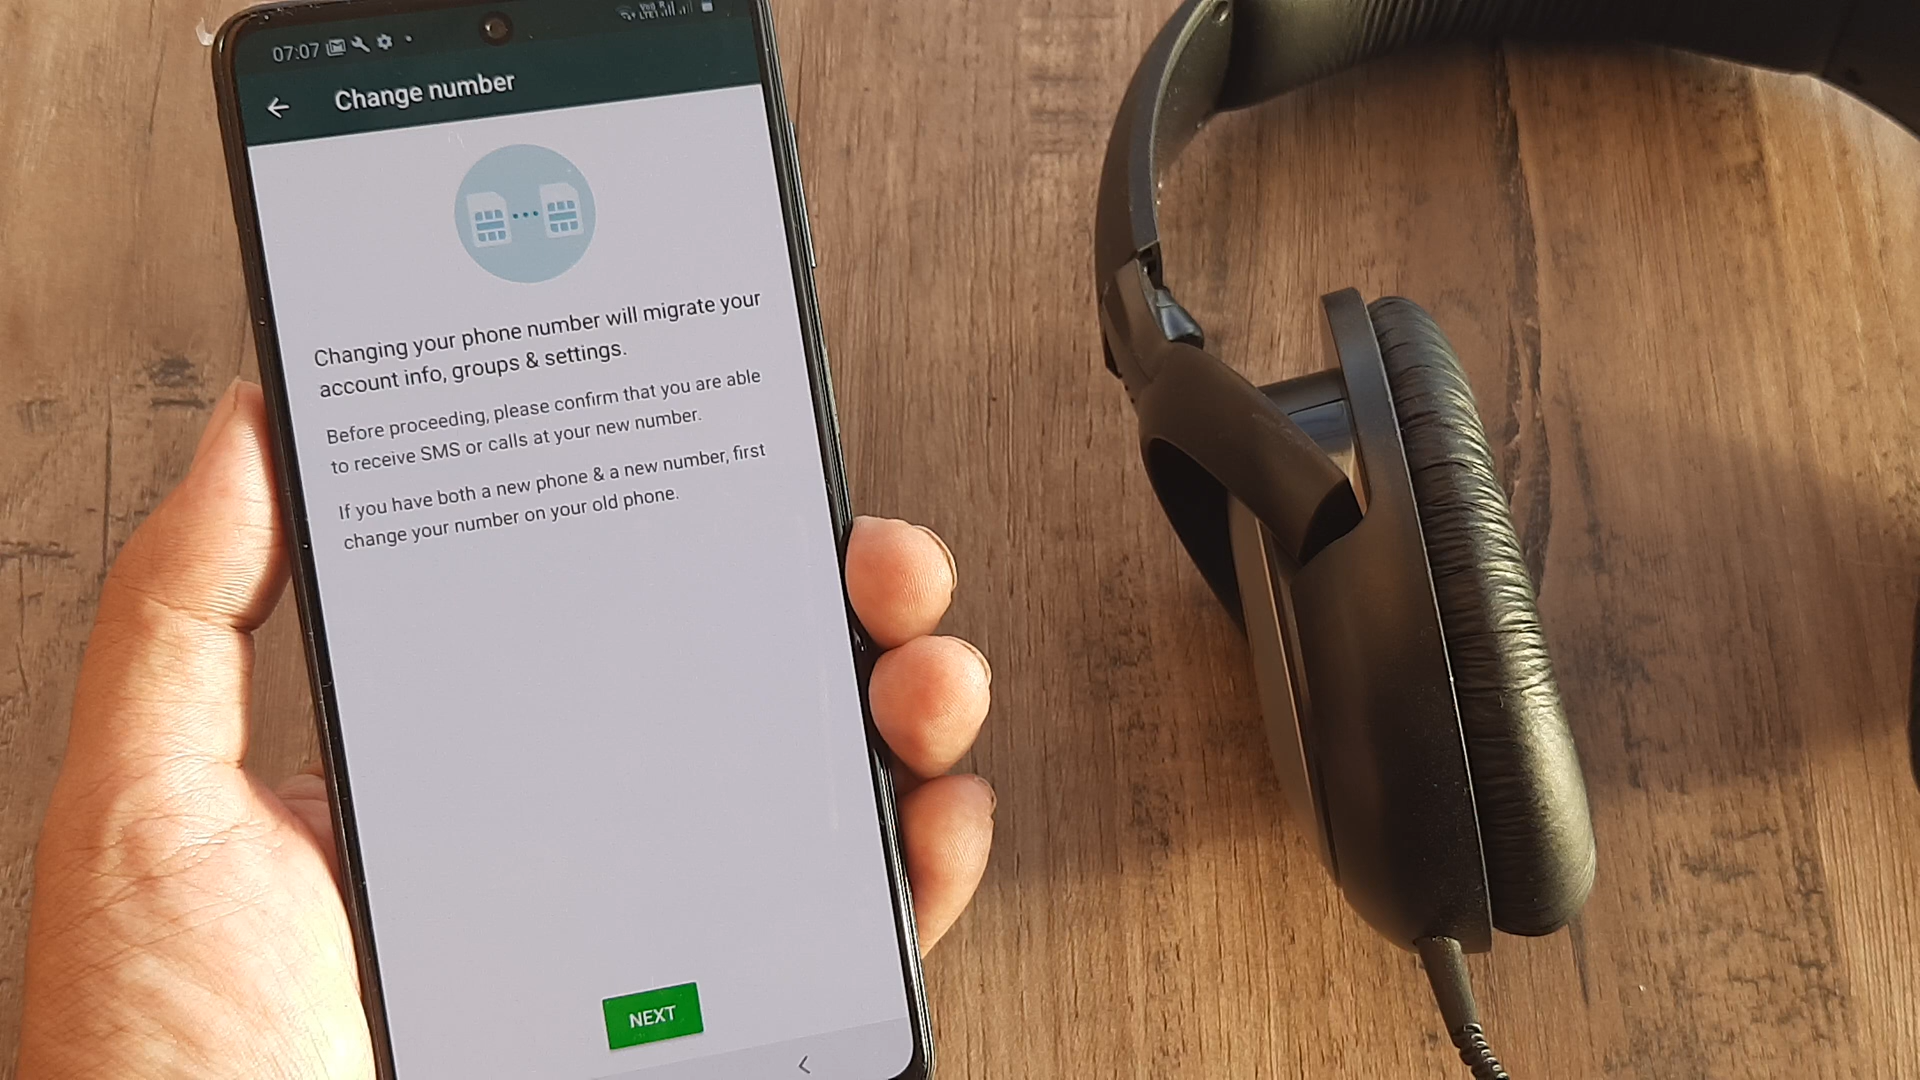 07:07
Change number
Changing your phone number will migrate your
account info, groups & settings.
Before proceeding, please confirm that you are able
to receive SMS or calls at your new number.
If you have both a new phone & a new number, first
change your number on your old phone.
NEXT